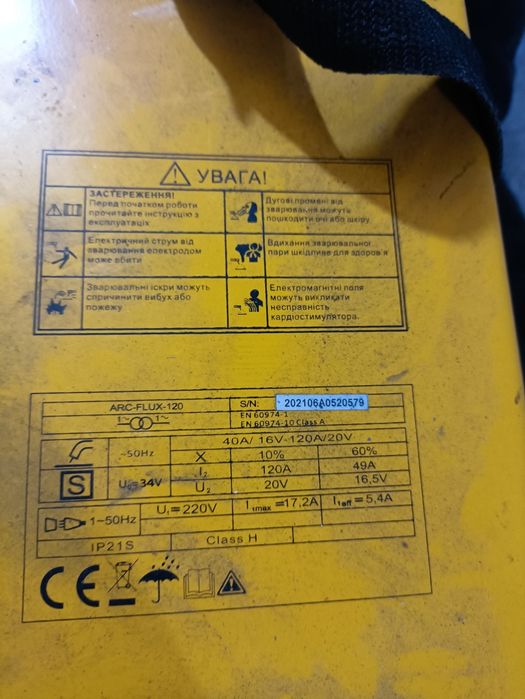 УВАГА!
ЗАСТЕРЕЖЕННЯ!
Перед початком роботи
прочитайте інструкцію з
експлуатаціх
Дугові промені від
зварювання можуть
пошкодити очі або шкіру
Електричний струм від
зварювання електродом
може вбити
Вдихання зварювальної
пари шкідливе для здоров'я
Зварювальні іскри можуть
спричинити вибух або
пожежу.
Електромагнітні поля
можуть викликати
несправність
кардіостимулятора.
ARC-FLUX-120
S/N: 202106A0520579
1~ 1~
EN 60974-1
EN 60974-10 Class A
40A/ 16V-120A/20V
~50Hz X 10% 60%
I2 120A 49A
S U0=34V U2 20V 16,5V
1~50Hz U1=220V I1max=17,2A I1eff=5,4A
IP21S Class H
CE